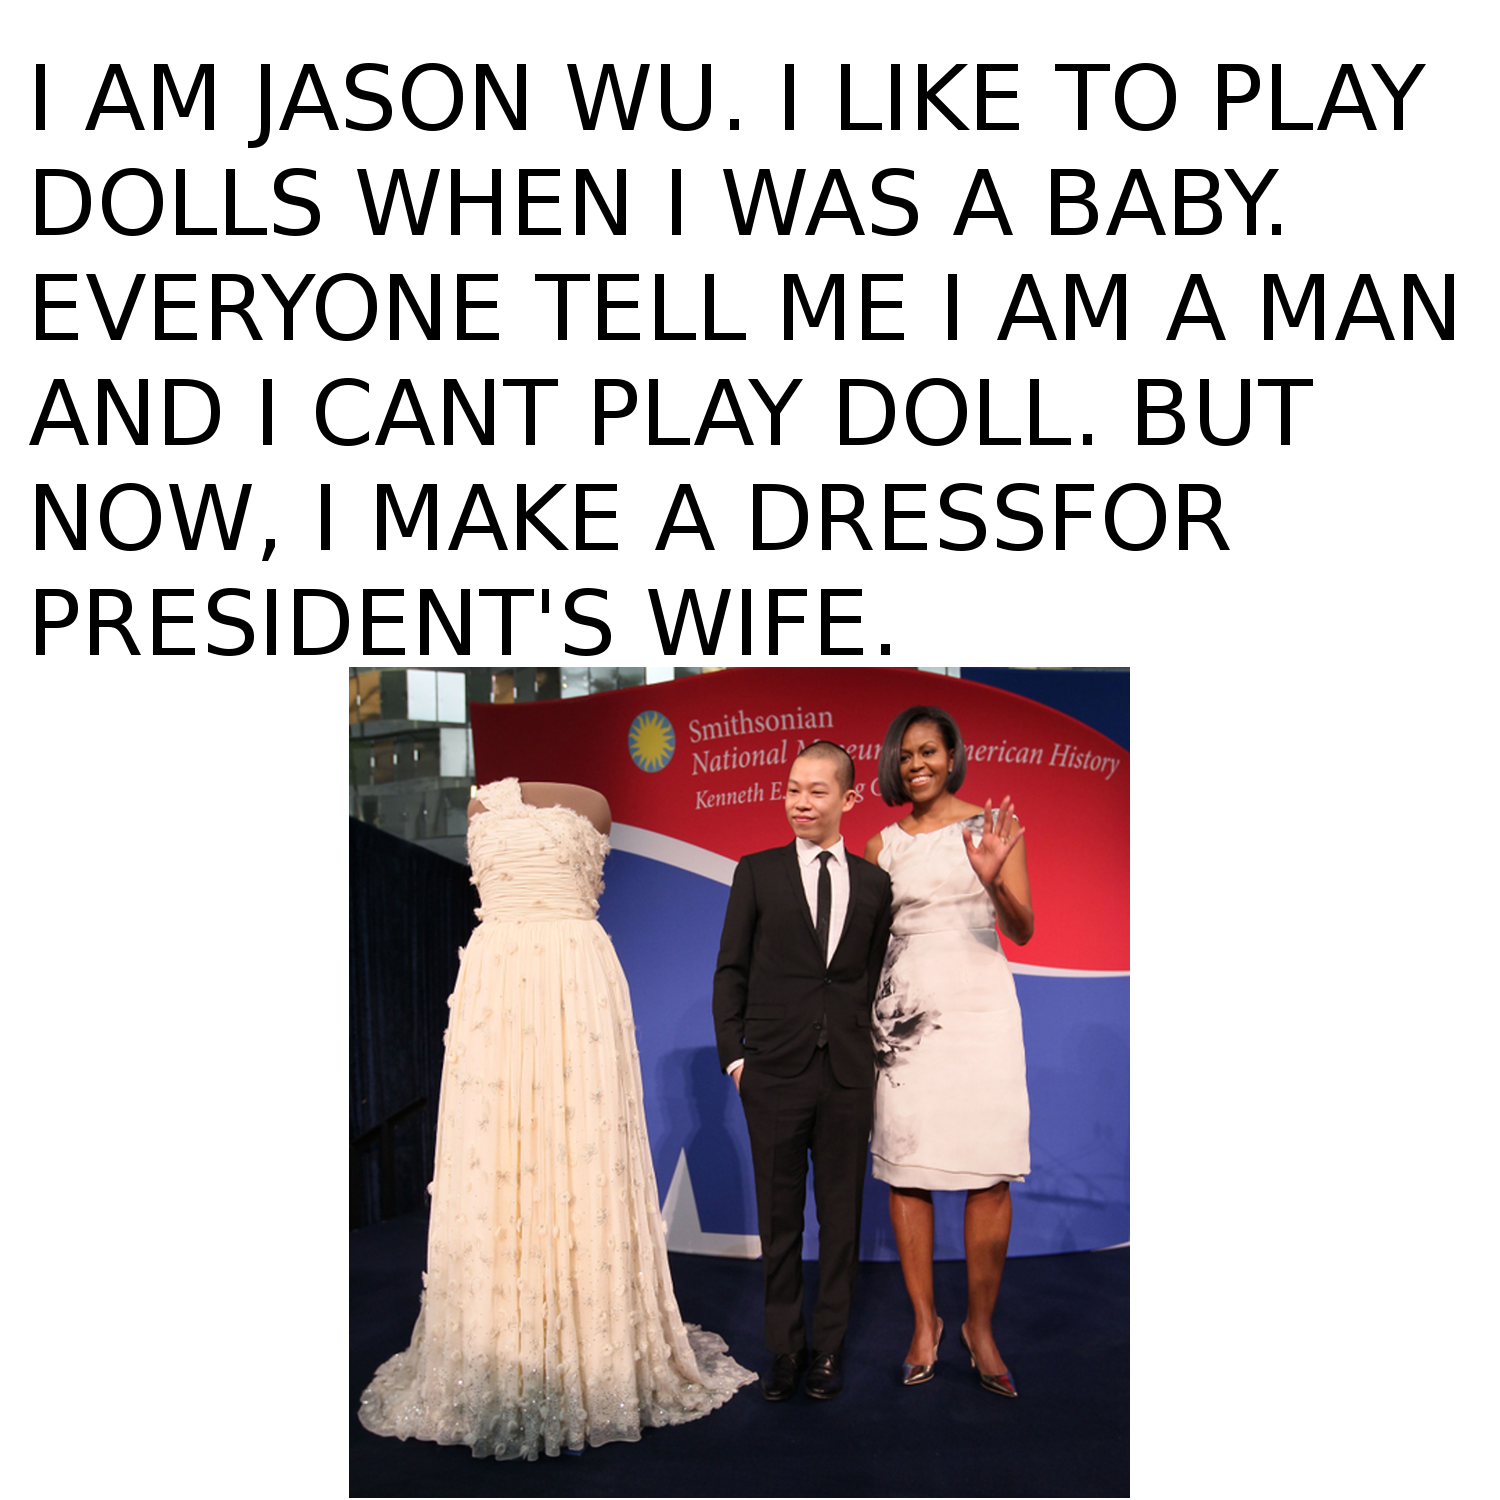 I AM JASON WU. I LIKE TO PLAY
DOLLS WHEN I WAS A BABY.
EVERYONE TELL ME I AM A MAN
AND I CANT PLAY DOLL. BUT
NOW, I MAKE A DRESSFOR
PRESIDENT'S WIFE.
Smithsonian
National merican History
Kenneth E.